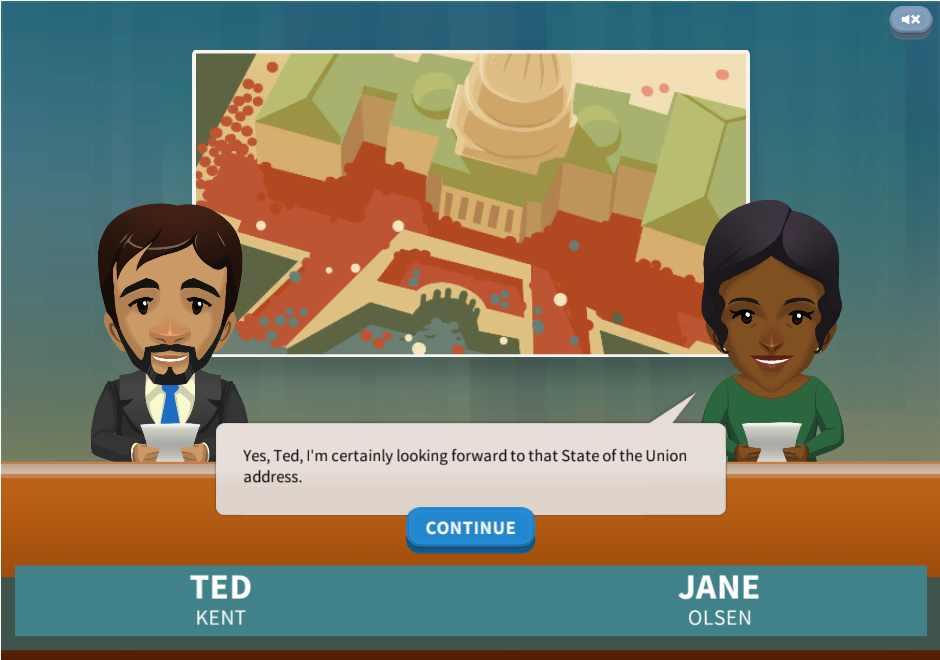 Yes, Ted, I'm certainly looking forward to that State of the Union
address.
CONTINUE
TED
KENT
JANE
OLSEN